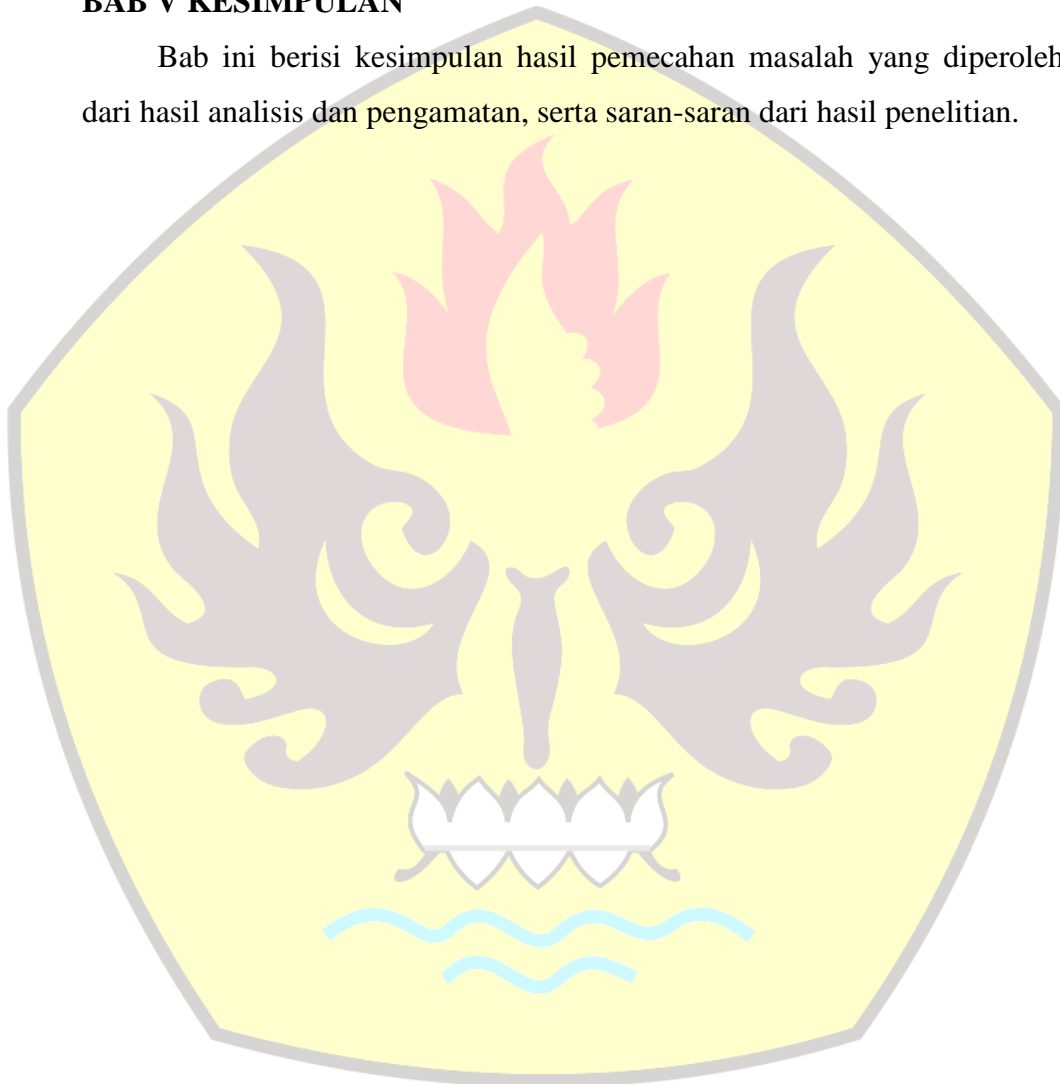 BAB V KESIMPULAN
Bab ini berisi kesimpulan hasil pemecahan masalah yang diperoleh
dari hasil analisis dan pengamatan, serta saran-saran dari hasil penelitian.